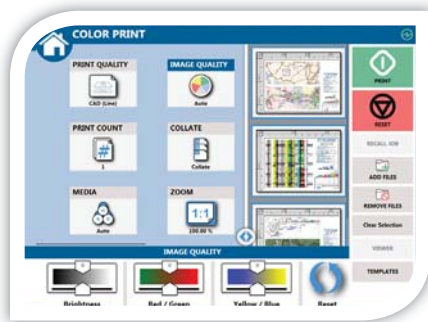 COLOR PRINT
PRINT QUALITY
CAD (Line)
IMAGE QUALITY
Auto
PRINT COUNT
#
1
COLLATE
Collate
MEDIA
Auto
ZOOM
1:1
100.00 %
PRINT
RESET
RECALL JOB
ADD FILES
REMOVE FILES
Clear Selection
VIEWER
TEMPLATES
IMAGE QUALITY
Brightness
Red / Green
Yellow / Blue
Reset